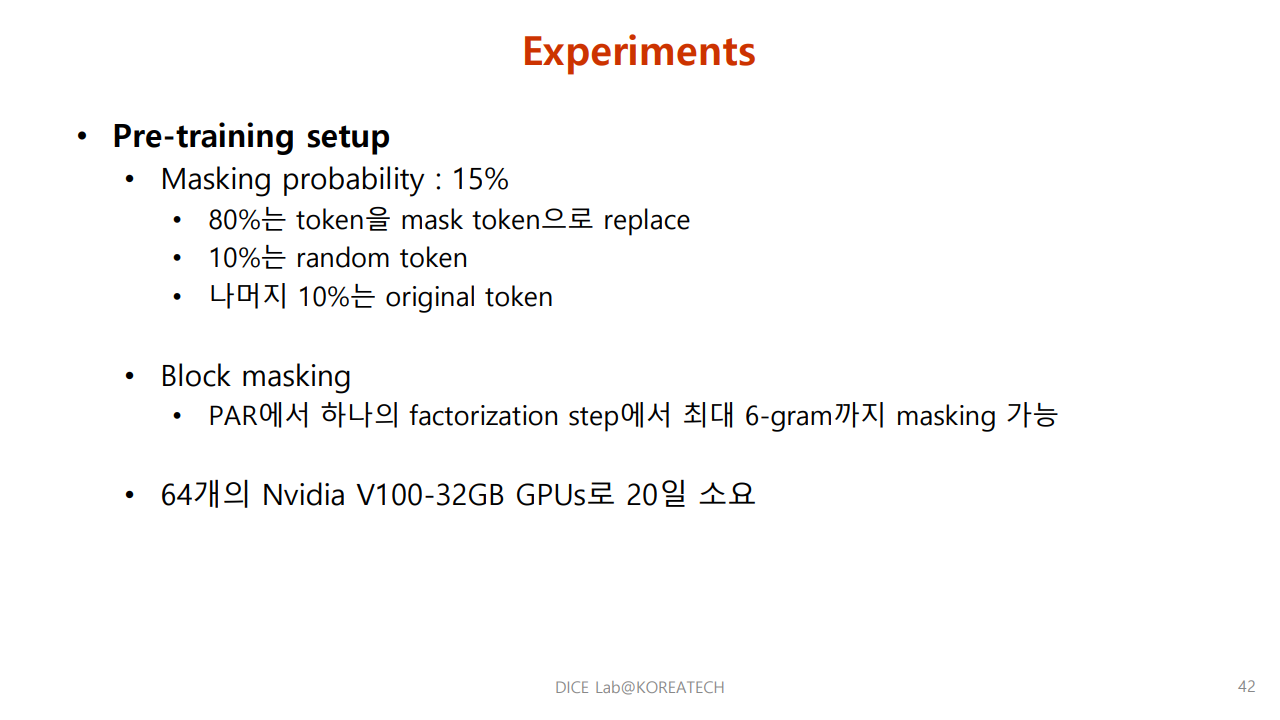 Experiments
• Pre-training setup
• Masking probability : 15%
• 80%는 token을 mask token으로 replace
• 10%는 random token
• 나머지 10%는 original token
• Block masking
• PAR에서 하나의 factorization step에서 최대 6-gram까지 masking 가능
• 64개의 Nvidia V100-32GB GPUs로 20일 소요
DICE Lab@KOREATECH
42